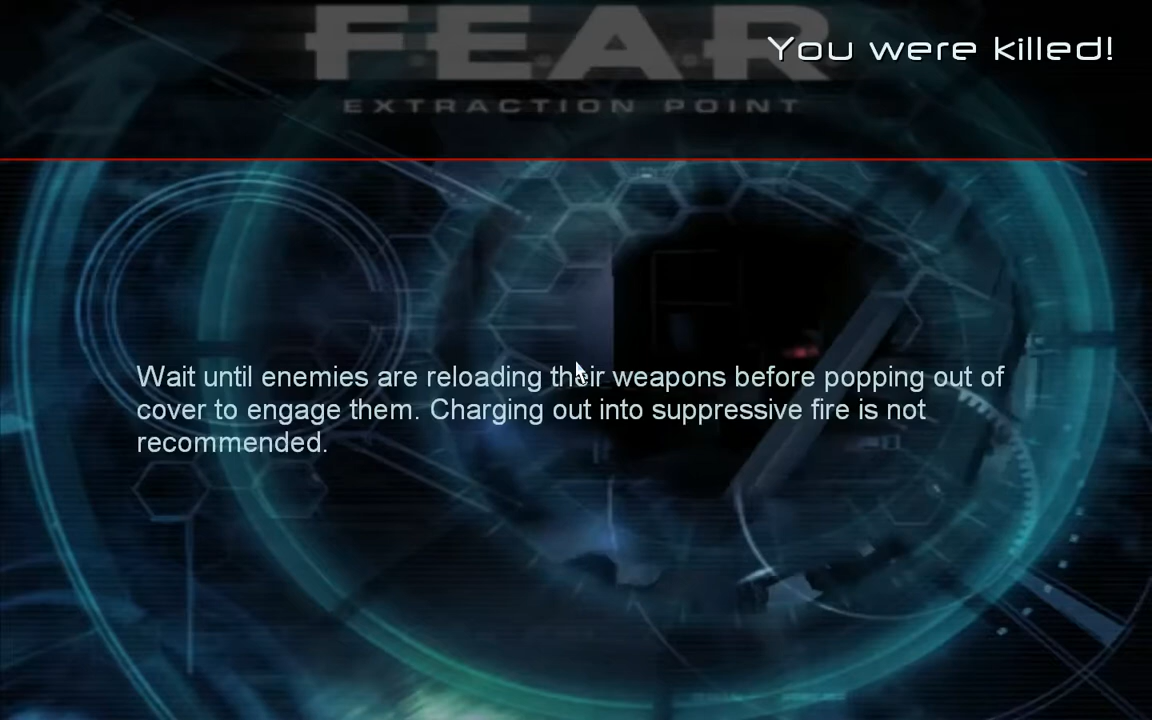 F.E.A.R
You were killed!
EXTRACTION POINT
Wait until enemies are reloading their weapons before popping out of
cover to engage them. Charging out into suppressive fire is not
recommended.